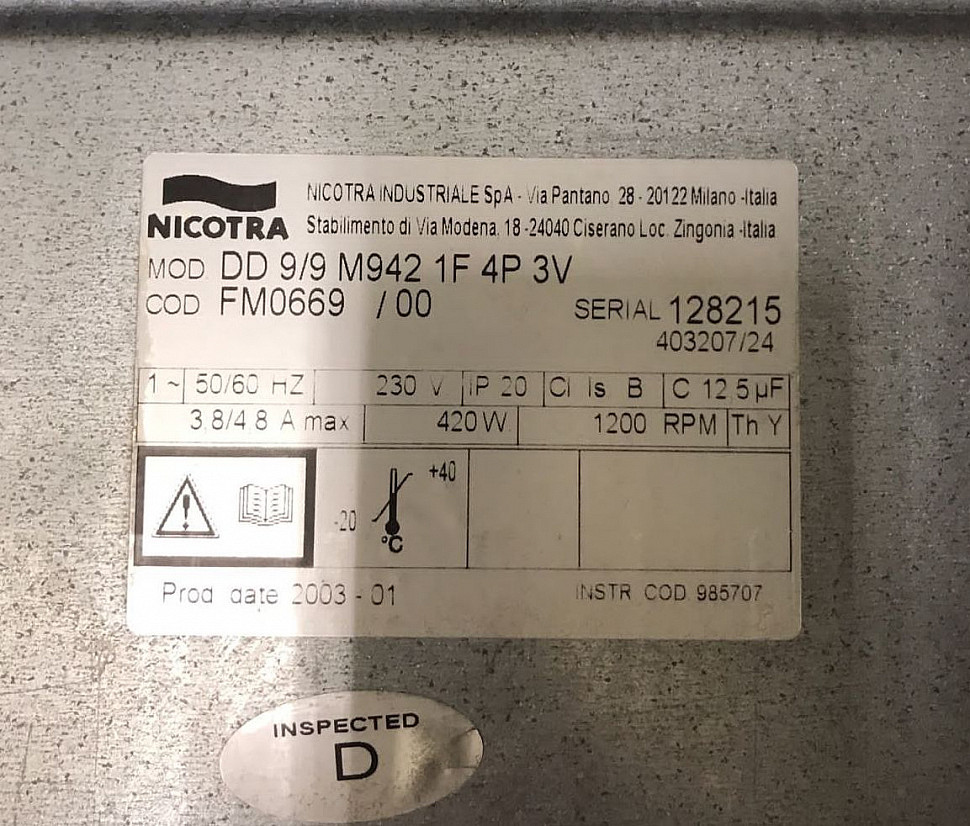 NICOTRA
NICOTRA INDUSTRIALE SpA - Via Pantano 28 - 20122 Milano -Italia
Stabilimento di Via Modena, 18 -24040 Ciserano Loc. Zingonia -Italia
MOD DD 9/9 M942 1F 4P 3V
COD FM0669 / 00 SERIAL 128215
403207/24
1 ~ 50/60 HZ 230 V IP 20 Cl Is B C 12 5 µF
3,8/4 8 A max 420W 1200 RPM Th Y
+40
-20
°C
Prod date 2003 - 01 INSTR COD 985707
INSPECTED
D